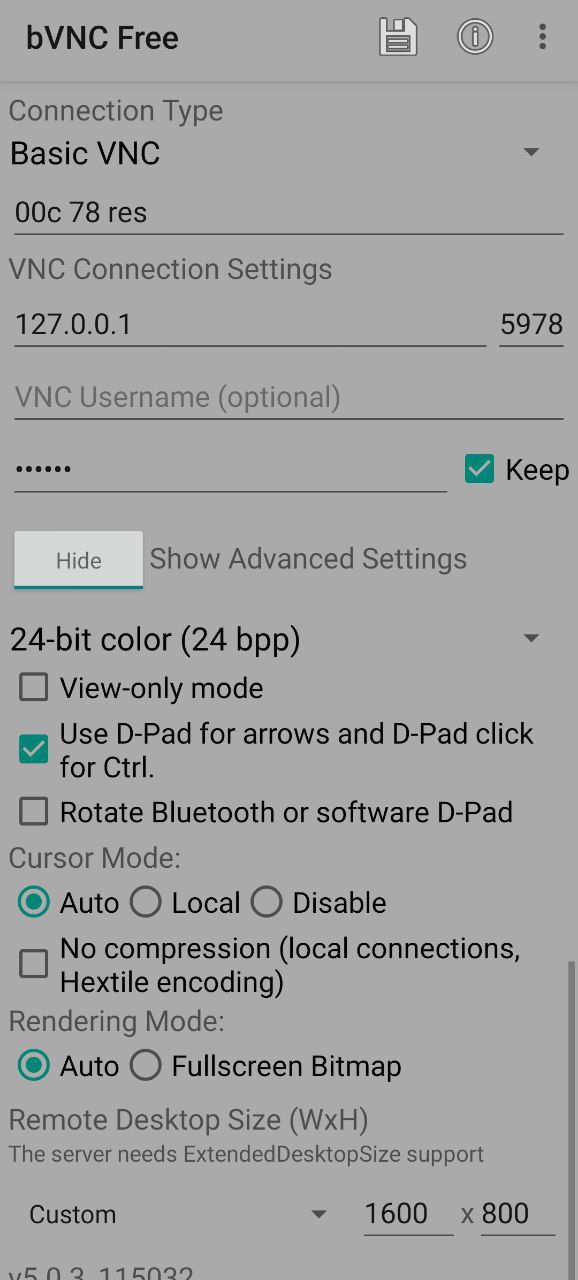 bVNC Free
Connection Type
Basic VNC
00c 78 res
VNC Connection Settings
127.0.0.1 5978
VNC Username (optional)
•••••• Keep
Hide Show Advanced Settings
24-bit color (24 bpp)
View-only mode
Use D-Pad for arrows and D-Pad click
for Ctrl.
Rotate Bluetooth or software D-Pad
Cursor Mode:
Auto Local Disable
No compression (local connections,
Hextile encoding)
Rendering Mode:
Auto Fullscreen Bitmap
Remote Desktop Size (WxH)
The server needs ExtendedDesktopSize support
Custom 1600 x 800
v5.0.3_115032